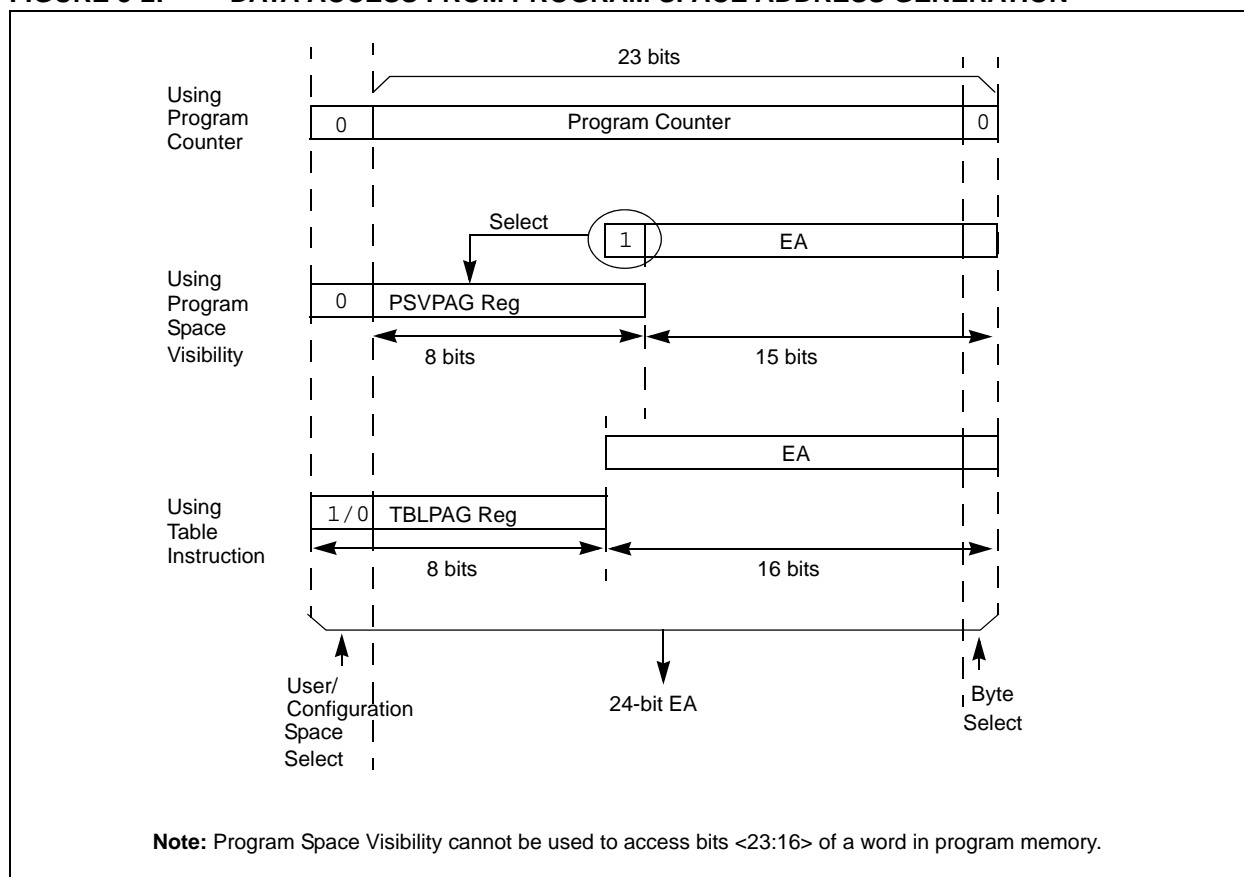 23 bits
Using
Program
Counter
0
Program Counter
0
Select
1
EA
Using
Program
Space
Visibility
0
PSVPAG Reg
8 bits
15 bits
EA
Using
Table
Instruction
1/0
TBLPAG Reg
8 bits
16 bits
User/
Configuration
Space
Select
24-bit EA
Byte
Select
Note: Program Space Visibility cannot be used to access bits <23:16> of a word in program memory.